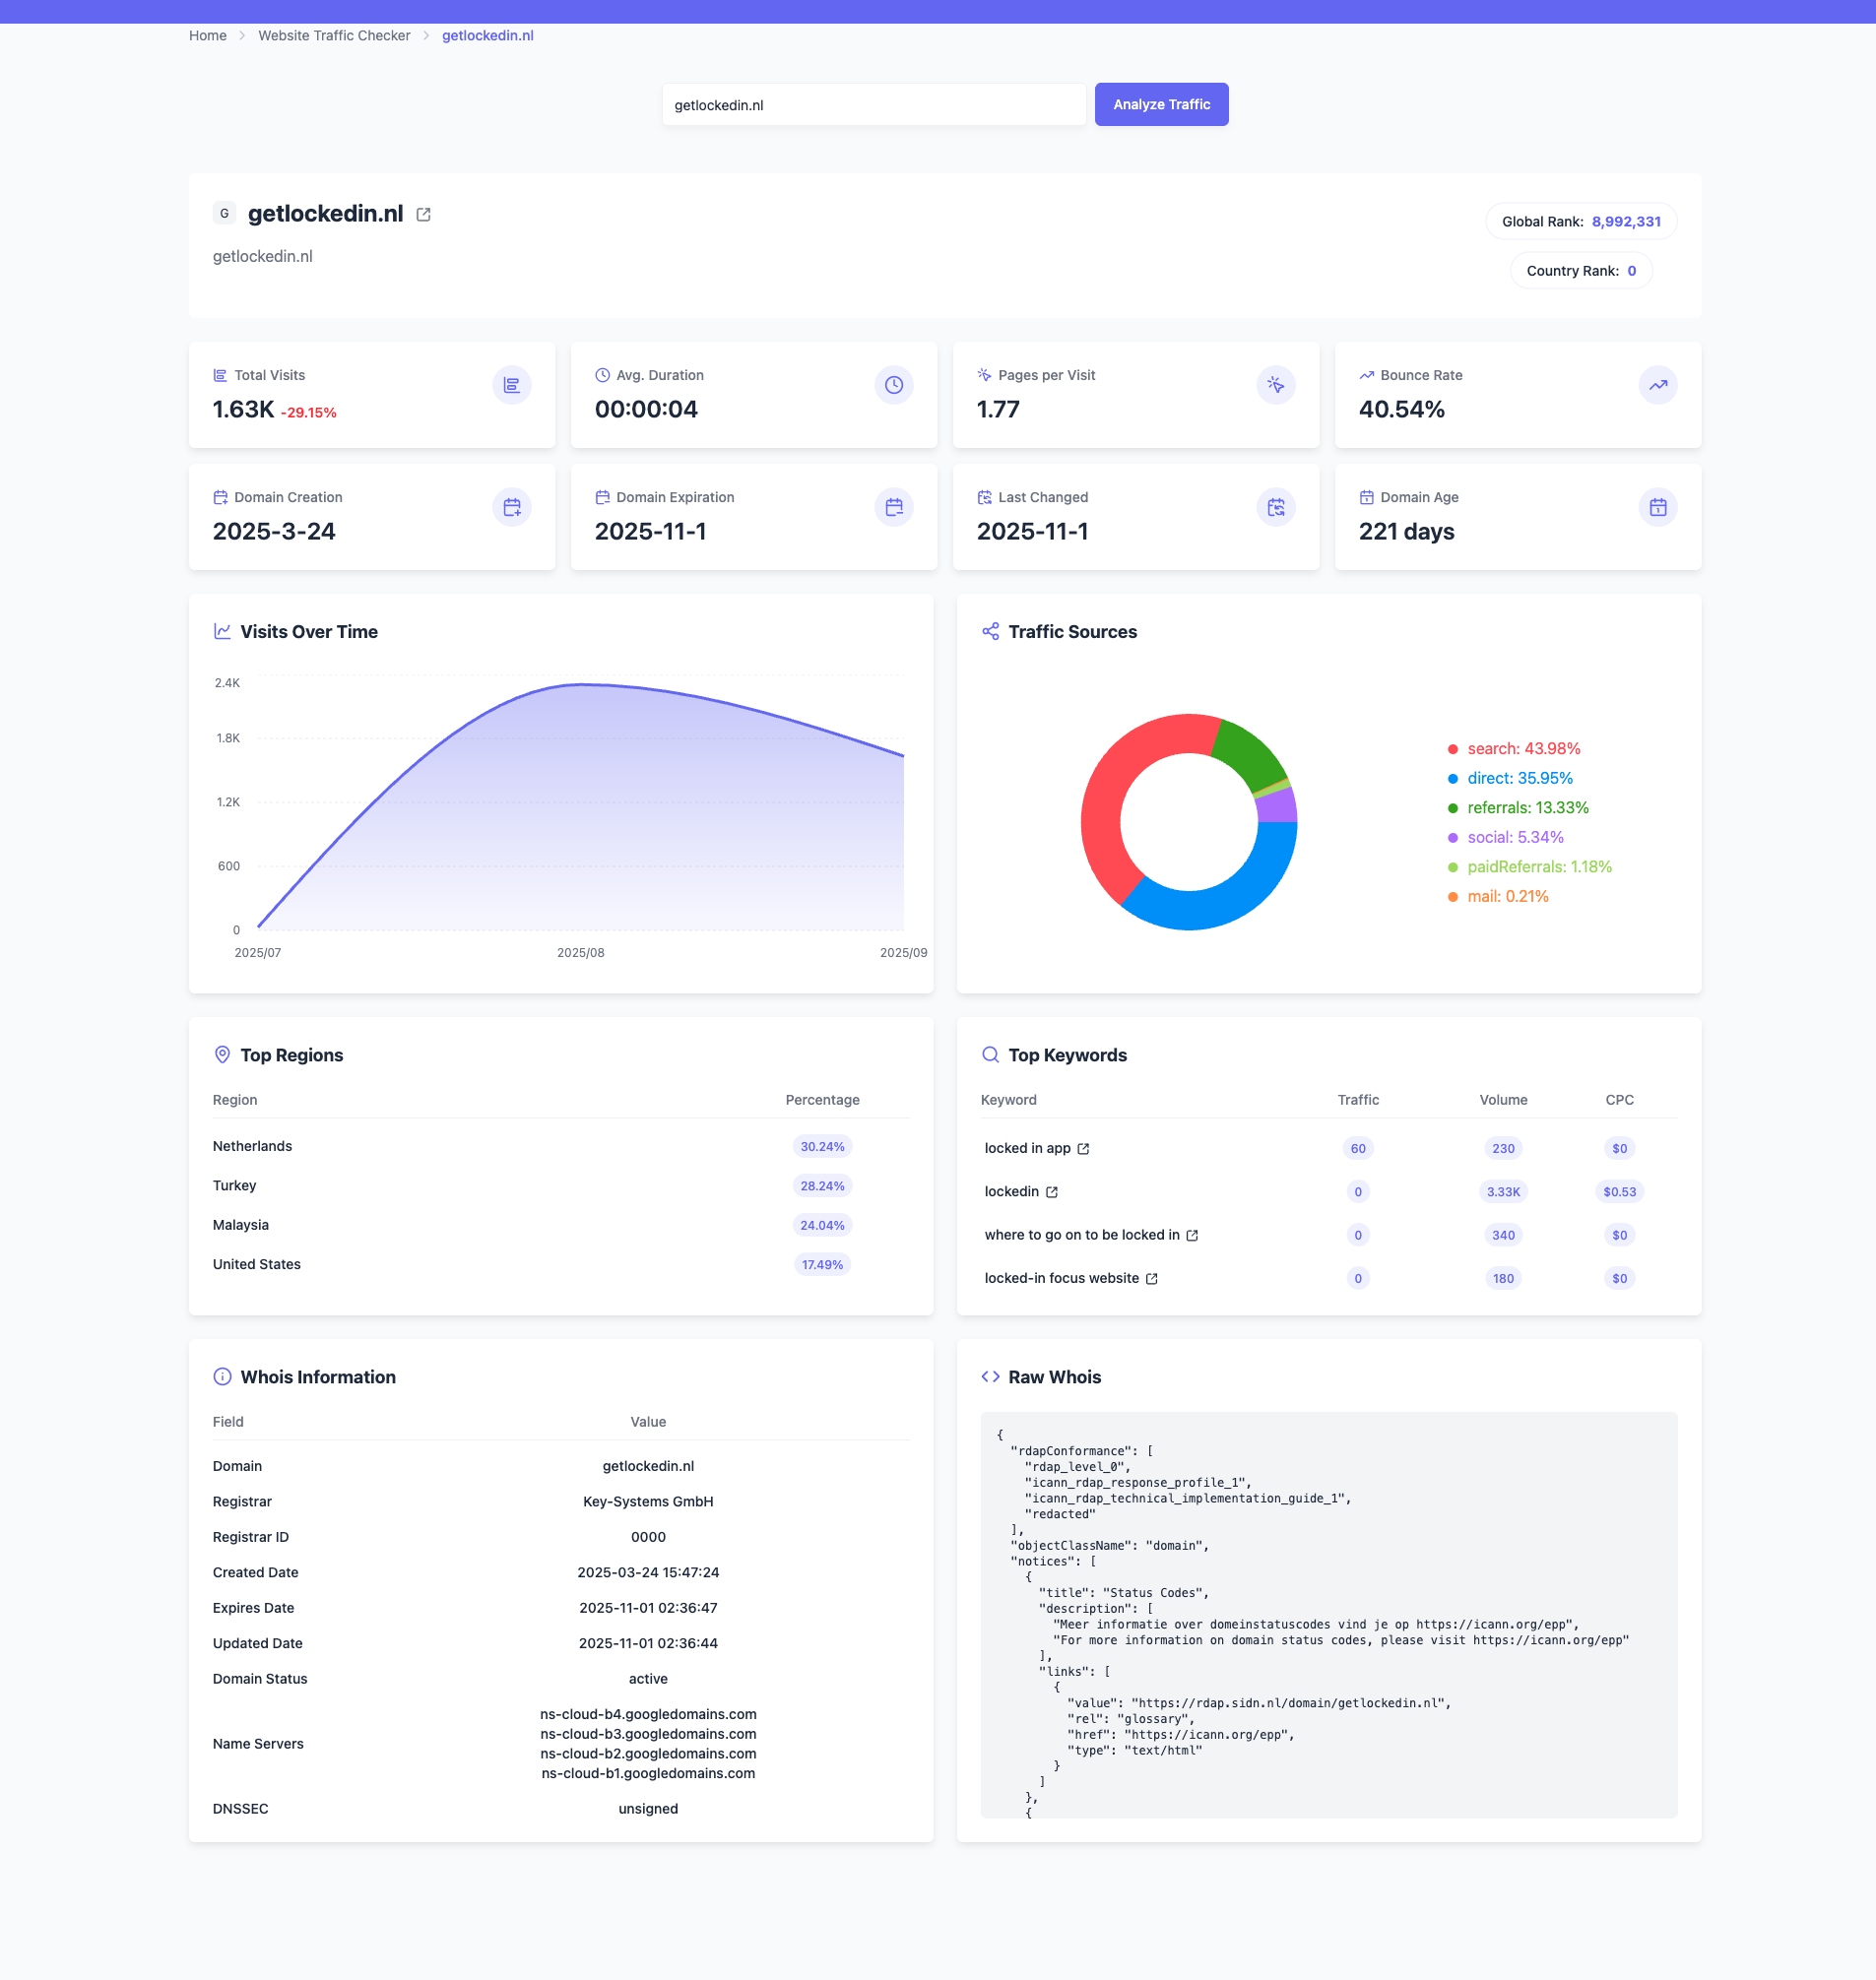 Home > Website Traffic Checker > getlockedin.nl
getlockedin.nl
Analyze Traffic
G getlockedin.nl
getlockedin.nl
Global Rank: 8,992,331
Country Rank: 0
Total Visits
1.63K -29.15%
Avg. Duration
00:00:04
Pages per Visit
1.77
Bounce Rate
40.54%
Domain Creation
2025-3-24
Domain Expiration
2025-11-1
Last Changed
2025-11-1
Domain Age
221 days
Visits Over Time
2.4K
1.8K
1.2K
600
0
2025/07 2025/08 2025/09
Traffic Sources
search: 43.98%
direct: 35.95%
referrals: 13.33%
social: 5.34%
paidReferrals: 1.18%
mail: 0.21%
Top Regions
Region Percentage
Netherlands 30.24%
Turkey 28.24%
Malaysia 24.04%
United States 17.49%
Top Keywords
Keyword Traffic Volume CPC
locked in app 60 230 $0
lockedin 0 3.33K $0.53
where to go on to be locked in 0 340 $0
locked-in focus website 0 180 $0
Whois Information
Field Value
Domain getlockedin.nl
Registrar Key-Systems GmbH
Registrar ID 0000
Created Date 2025-03-24 15:47:24
Expires Date 2025-11-01 02:36:47
Updated Date 2025-11-01 02:36:44
Domain Status active
Name Servers
ns-cloud-b4.googledomains.com
ns-cloud-b3.googledomains.com
ns-cloud-b2.googledomains.com
ns-cloud-b1.googledomains.com
DNSSEC unsigned
Raw Whois
{
"rdapConformance": [
"rdap_level_0",
"icann_rdap_response_profile_1",
"icann_rdap_technical_implementation_guide_1",
"redacted"
],
"objectClassName": "domain",
"notices": [
{
"title": "Status Codes",
"description": [
"Meer informatie over domeinstatuscodes vind je op https://icann.org/epp",
"For more information on domain status codes, please visit https://icann.org/epp"
],
"links": [
{
"value": "https://rdap.sidn.nl/domain/getlockedin.nl",
"rel": "glossary",
"href": "https://icann.org/epp",
"type": "text/html"
}
]
},
{